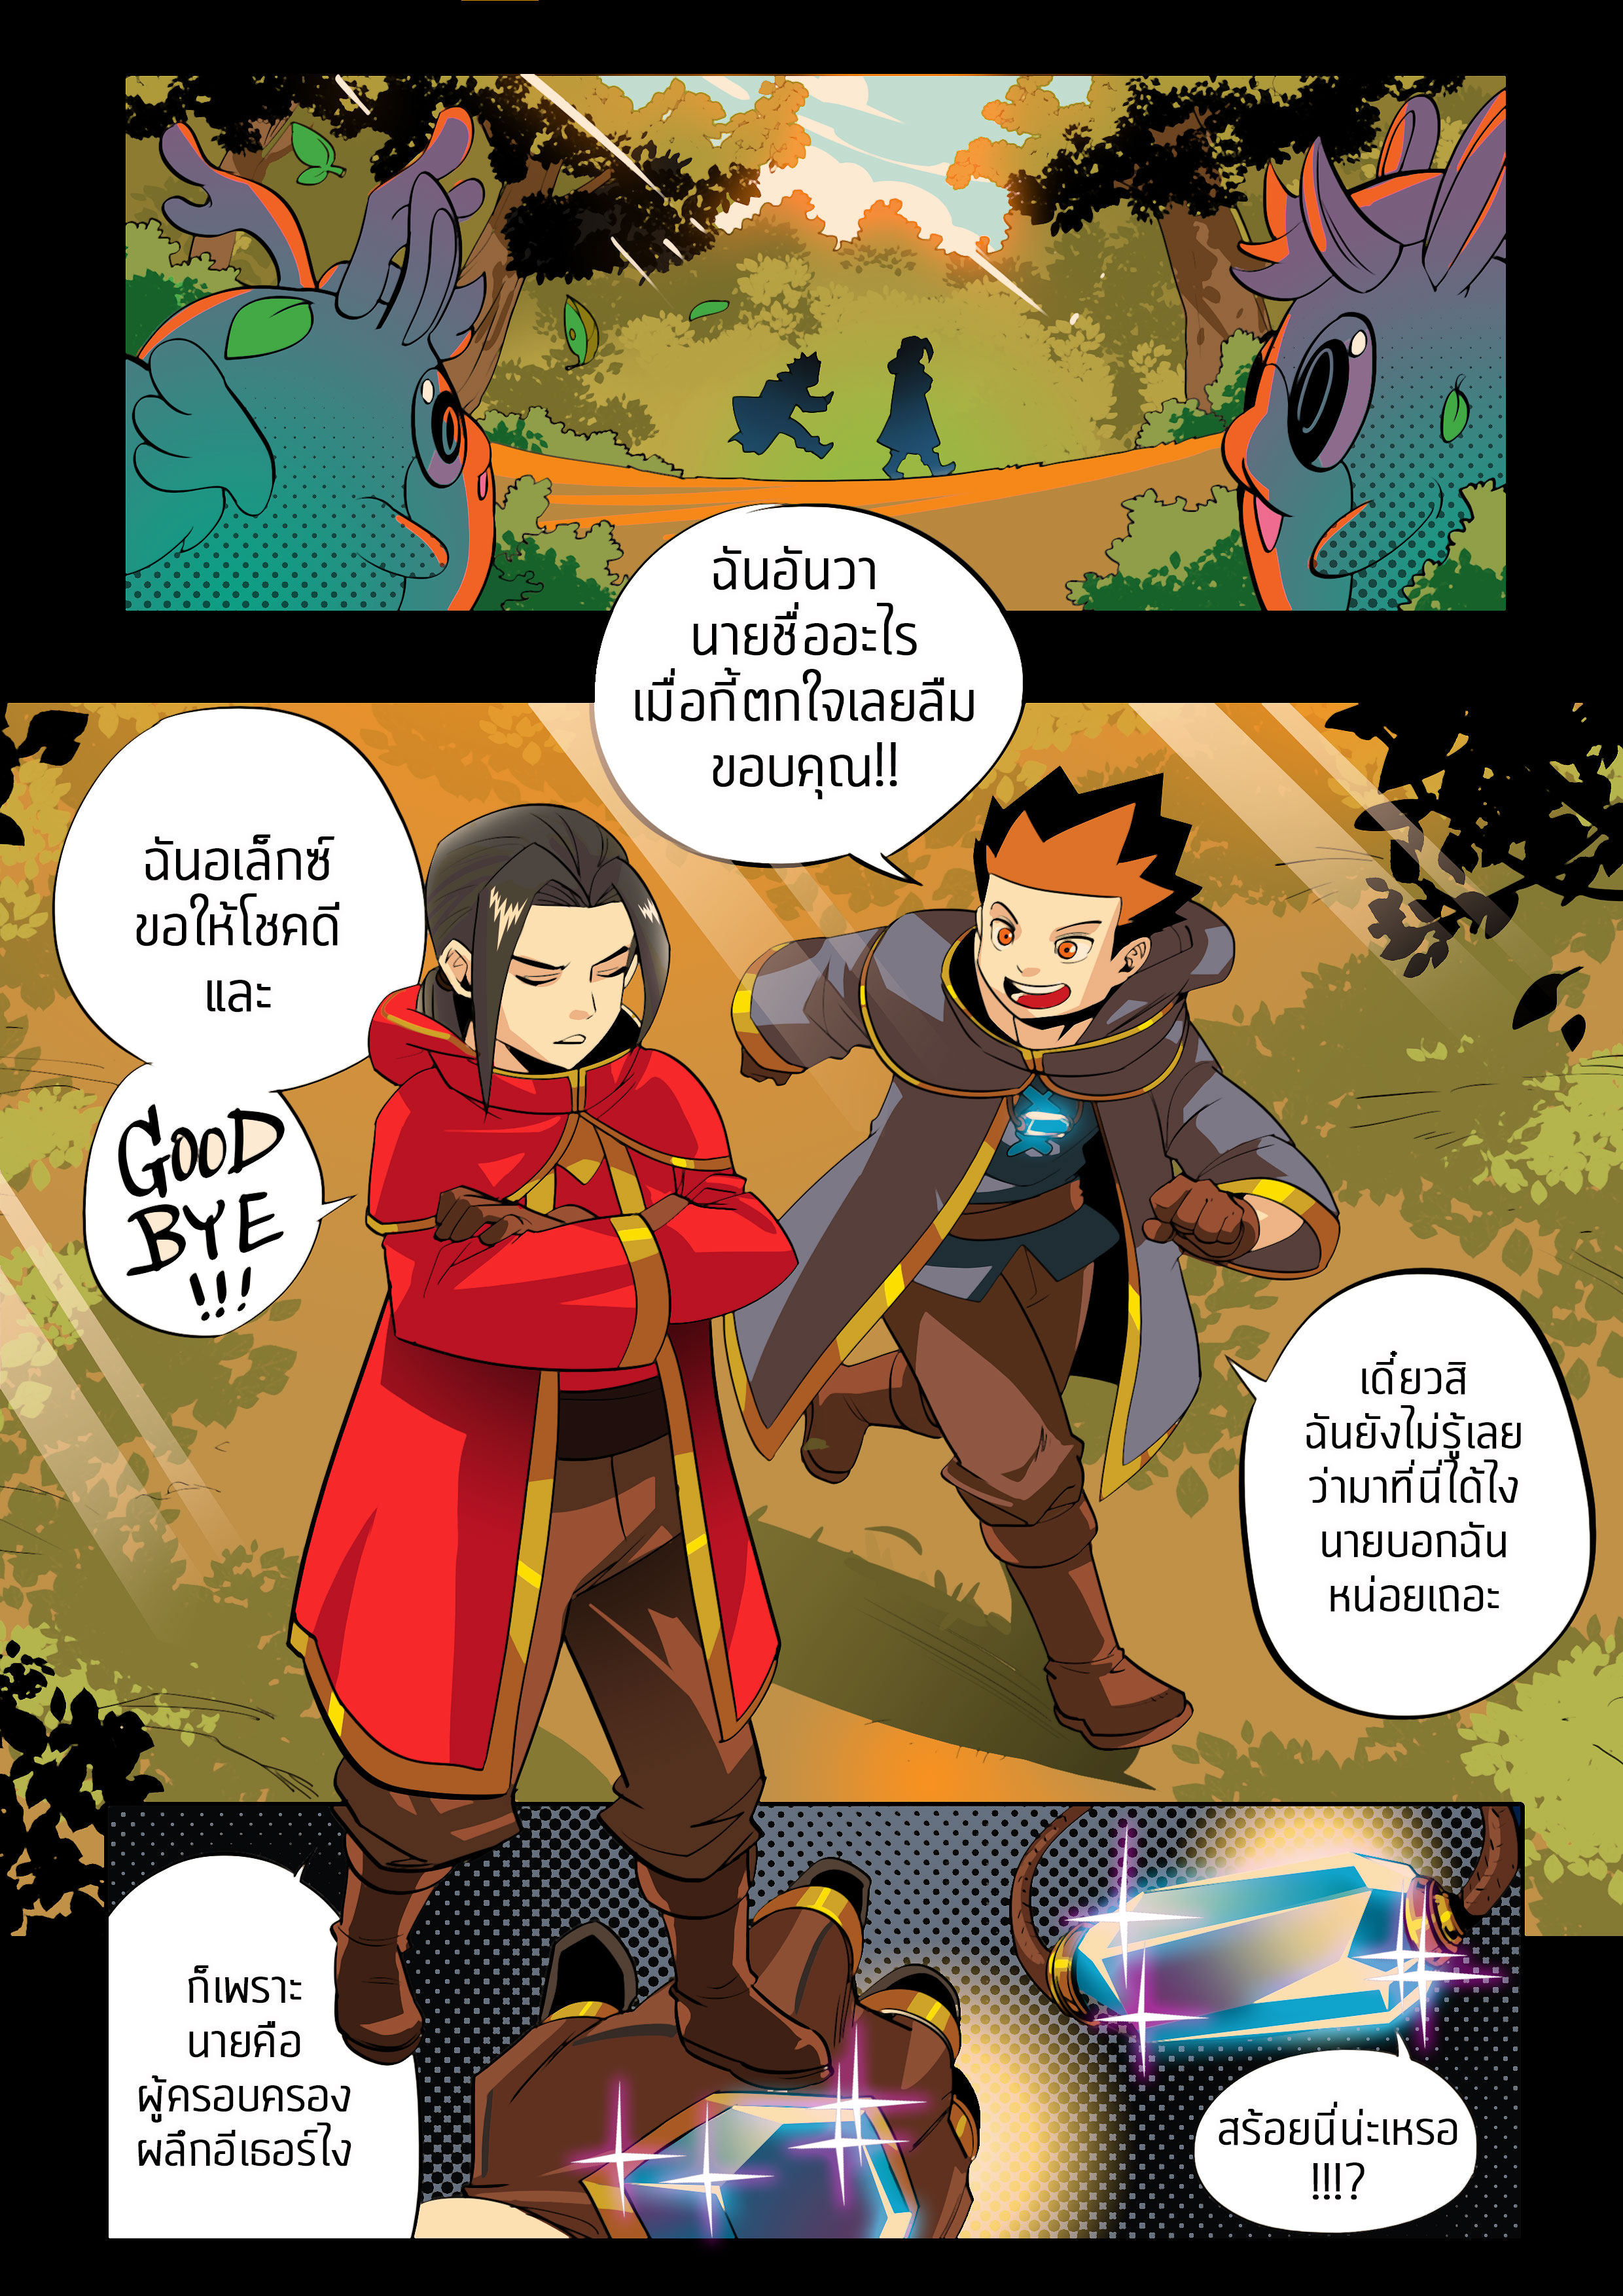 ฉันอันวา
นายชื่ออะไร
เมื่อกี้ตกใจเลยลืม
ขอบคุณ!!
ฉันอเล็กซ์
ขอให้โชคดี
และ
GOOD
BYE
!!!
เดี๋ยวสิ
ฉันยังไม่รู้เลย
ว่ามาที่นี่ได้ไง
นายบอกฉัน
หน่อยเถอะ
ก็เพราะ
นายคือ
ผู้ครอบครอง
ผลึกอีเธอร์ไง
สร้อยนี่น่ะเหรอ
!!!?